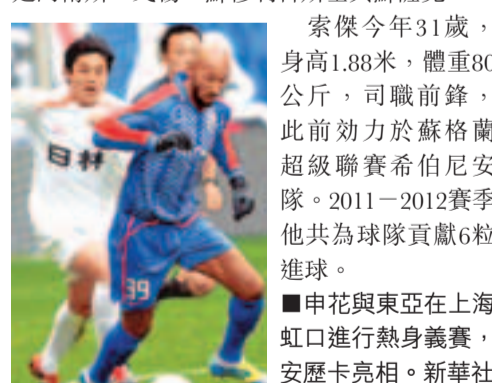 索傑今年31歲，
身高1.88米，體重80
公斤，司職前鋒，
此前効力於蘇格蘭
超級聯賽希伯尼安
隊。2011－2012賽季
他共為球隊貢獻6粒
進球。
■申花與東亞在上海
虹口進行熱身義賽，
安歷卡亮相。新華社
39